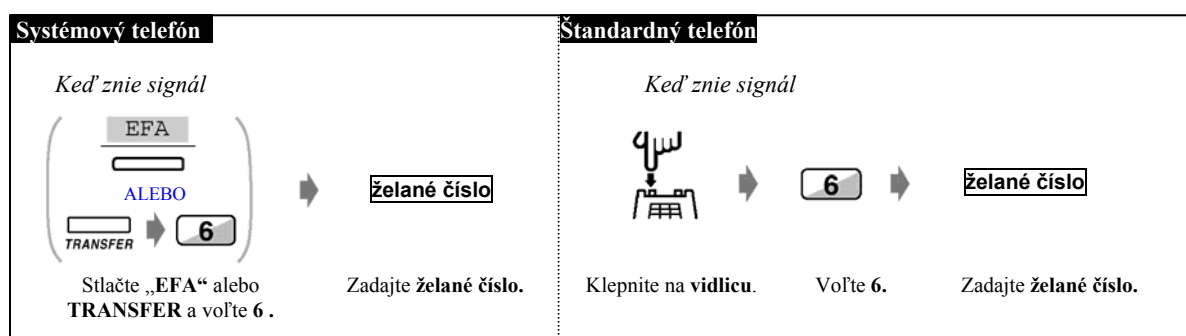 Systémový telefón
Keď znie signál
EFA
ALEBO
TRANSFER 6
želané číslo
Stlačte „EFA“ alebo
TRANSFER a voľte 6 .
Zadajte želané číslo.
Štandardný telefón
Keď znie signál
6
želané číslo
Klepnite na vidlicu.
Voľte 6.
Zadajte želané číslo.